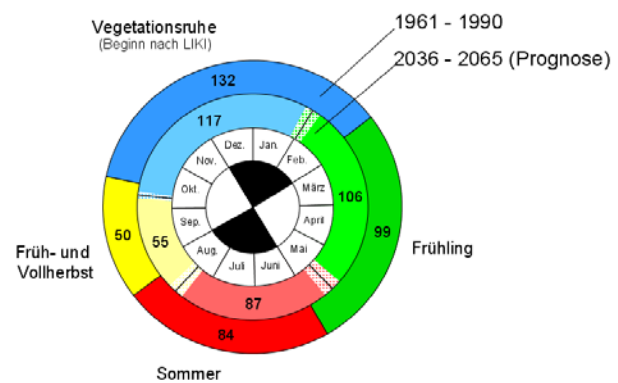 Vegetationsruhe
(Beginn nach LIKI)
1961 - 1990
2036 - 2065 (Prognose)
132
117
Dez.
Jan.
Nov.
Feb.
Okt.
März
106
Sep.
April
50
55
99
Aug.
Mai
Früh- und
Vollherbst
Frühling
Juli
Juni
87
84
Sommer